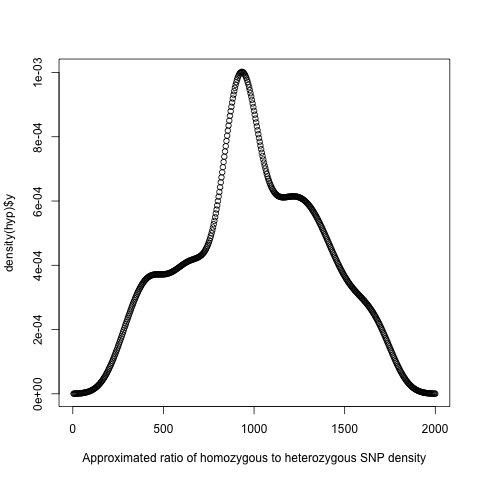 density(hyp)$y
1e-03
8e-04
6e-04
4e-04
2e-04
0e+00
0
500
1000
1500
2000
Approximated ratio of homozygous to heterozygous SNP density